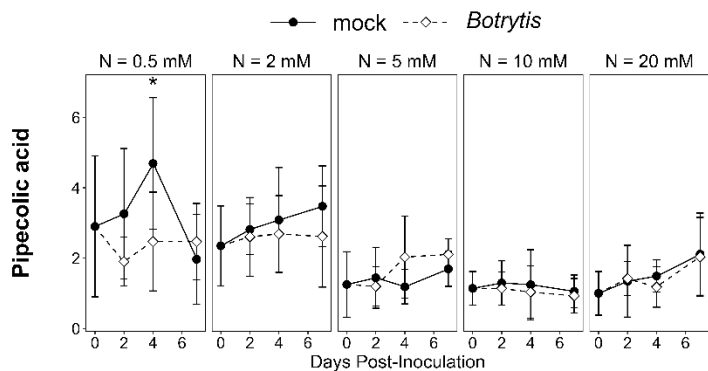 mock Botrytis
N = 0.5 mM N = 2 mM N = 5 mM N = 10 mM N = 20 mM
*
Pipecolic acid
6
4
2
0
0 2 4 6 0 2 4 6 0 2 4 6 0 2 4 6 0 2 4 6
Days Post-Inoculation